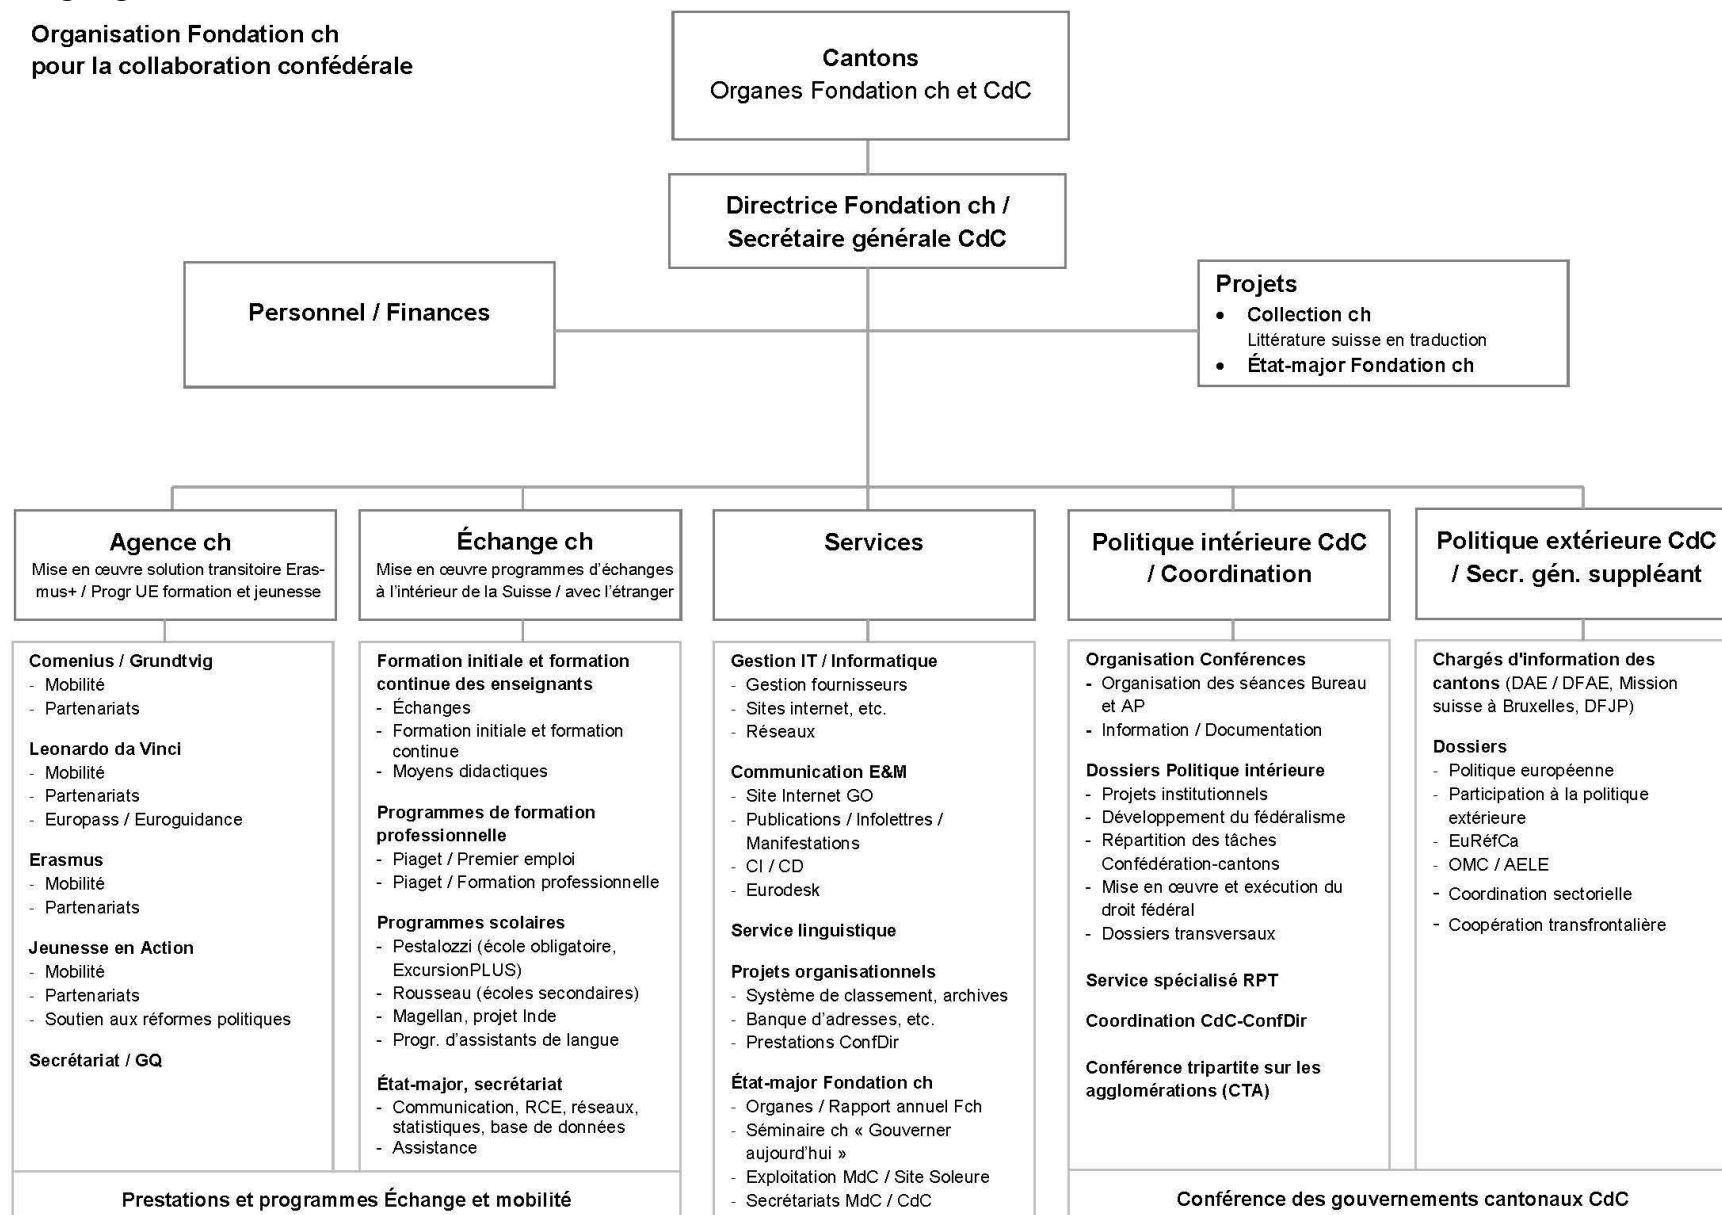 Organisation Fondation ch
pour la collaboration confédérale
Cantons
Organes Fondation ch et CdC
Directrice Fondation ch /
Secrétaire générale CdC
Personnel / Finances
Projets
• Collection ch
Littérature suisse en traduction
• État-major Fondation ch
Agence ch
Mise en œuvre solution transitoire Eras-
mus+ / Progr UE formation et jeunesse
Comenius / Grundtvig
- Mobilité
- Partenariats
Leonardo da Vinci
- Mobilité
- Partenariats
- Europass / Euroguidance
Erasmus
- Mobilité
- Partenariats
Jeunesse en Action
- Mobilité
- Partenariats
- Soutien aux réformes politiques
Secrétariat / GQ
Échange ch
Mise en œuvre programmes d'échanges
à l'intérieur de la Suisse / avec l'étranger
Formation initiale et formation
continue des enseignants
- Échanges
- Formation initiale et formation
continue
- Moyens didactiques
Programmes de formation
professionnelle
- Piaget / Premier emploi
- Piaget / Formation professionnelle
Programmes scolaires
- Pestalozzi (école obligatoire,
ExcursionPLUS)
- Rousseau (écoles secondaires)
- Magellan, projet Inde
- Progr. d'assistants de langue
État-major, secrétariat
- Communication, RCE, réseaux,
statistiques, base de données
- Assistance
Prestations et programmes Échange et mobilité
Services
Gestion IT / Informatique
- Gestion fournisseurs
- Sites internet, etc.
- Réseaux
Communication E&M
- Site Internet GO
- Publications / Infolettres /
Manifestations
- CI / CD
- Eurodesk
Service linguistique
Projets organisationnels
- Système de classement, archives
- Banque d'adresses, etc.
- Prestations ConfDir
État-major Fondation ch
- Organes / Rapport annuel Fch
- Séminaire ch « Gouverner
aujourd'hui »
- Exploitation MdC / Site Soleure
- Secrétariats MdC / CdC
Politique intérieure CdC
/ Coordination
Organisation Conférences
- Organisation des séances Bureau
et AP
- Information / Documentation
Dossiers Politique intérieure
- Projets institutionnels
- Développement du fédéralisme
- Répartition des tâches
Confédération-cantons
- Mise en œuvre et exécution du
droit fédéral
- Dossiers transversaux
Service spécialisé RPT
Coordination CdC-ConfDir
Conférence tripartite sur les
agglomérations (CTA)
Politique extérieure CdC
/ Secr. gén. suppléant
Chargés d'information des
cantons (DAE / DFAE, Mission
suisse à Bruxelles, DFJP)
Dossiers
- Politique européenne
- Participation à la politique
extérieure
- EuRéfCa
- OMC / AELE
- Coordination sectorielle
- Coopération transfrontalière
Conférence des gouvernements cantonaux CdC